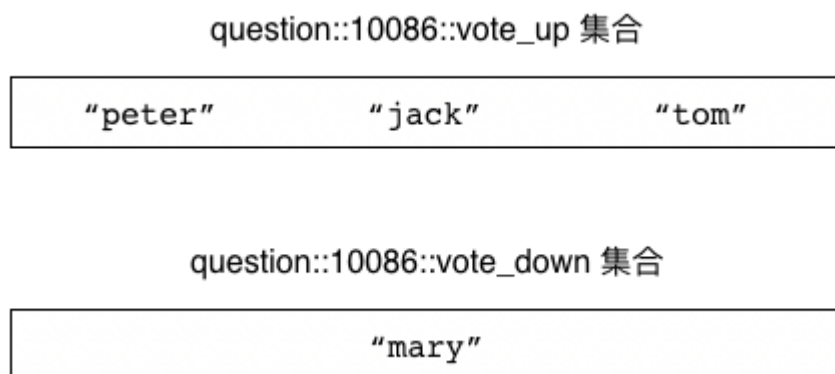 question::10086::vote_up 集合
“peter” “jack” “tom”
question::10086::vote_down 集合
“mary”